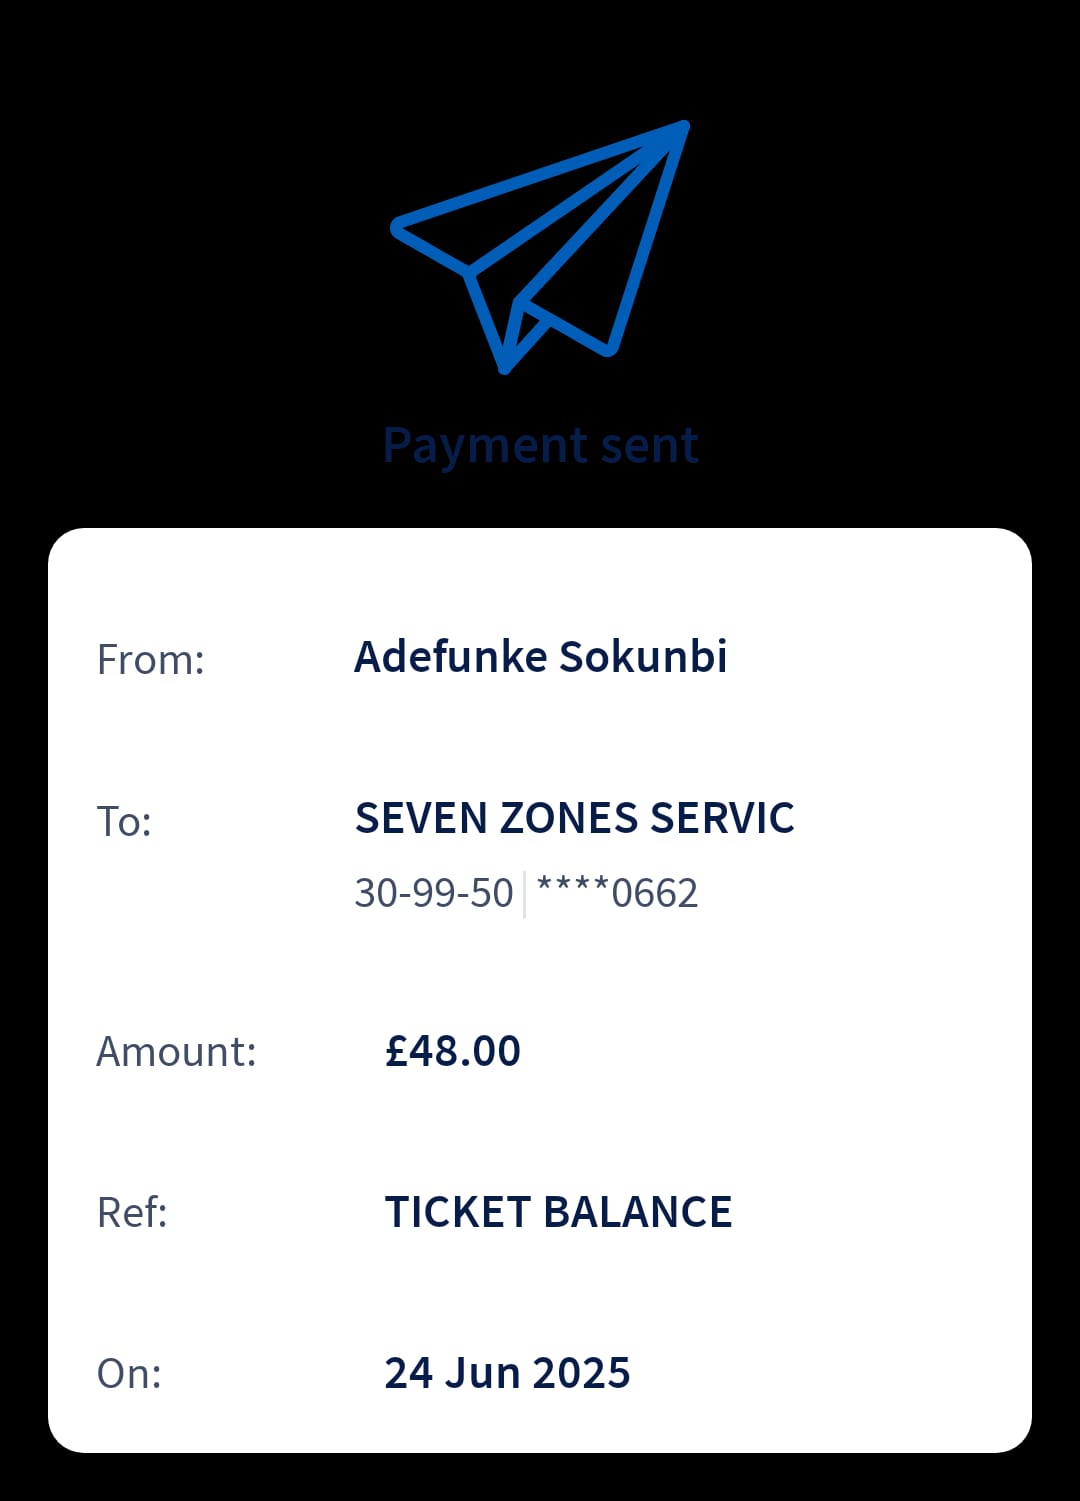 Payment sent
From: Adefunke Sokunbi
To: SEVEN ZONES SERVIC
30-99-50 | ****0662
Amount: £48.00
Ref: TICKET BALANCE
On: 24 Jun 2025